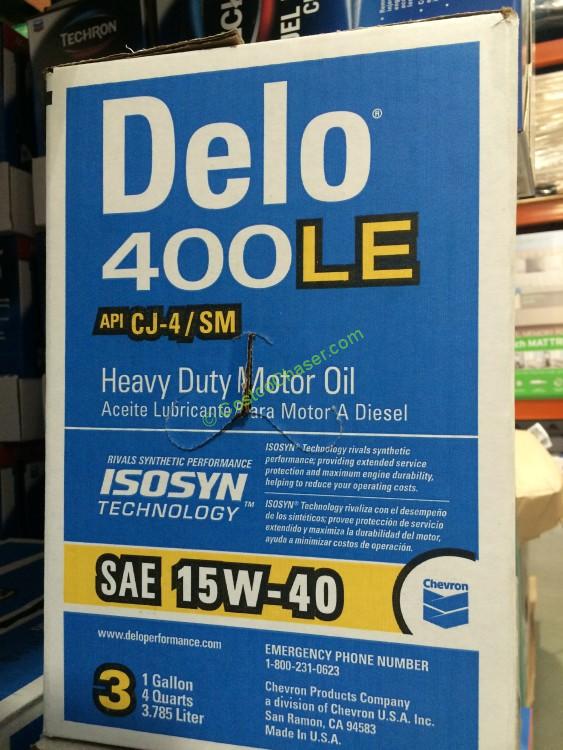 TECHRON
Delo®
400LE
API CJ-4/SM
© CostcoChaser.com
Heavy Duty Motor Oil
Aceite Lubricante Para Motor A Diesel
RIVALS SYNTHETIC PERFORMANCE
ISOSYN
TECHNOLOGY™
ISOSYN® Technology rivals synthetic
performance; providing extended service
protection and maximum engine durability,
helping to reduce your operating costs.
ISOSYN® Technology rivaliza con el desempeño
de los sintéticos; provee protección de servicio
extendido y maximiza la durabilidad del motor,
ayuda a minimizar costos de operación.
SAE 15W-40
Chevron
www.deloperformance.com
3
1 Gallon
4 Quarts
3.785 Liter
EMERGENCY PHONE NUMBER
1-800-231-0623
Chevron Products Company
a division of Chevron U.S.A. Inc.
San Ramon, CA 94583
Made In U.S.A.